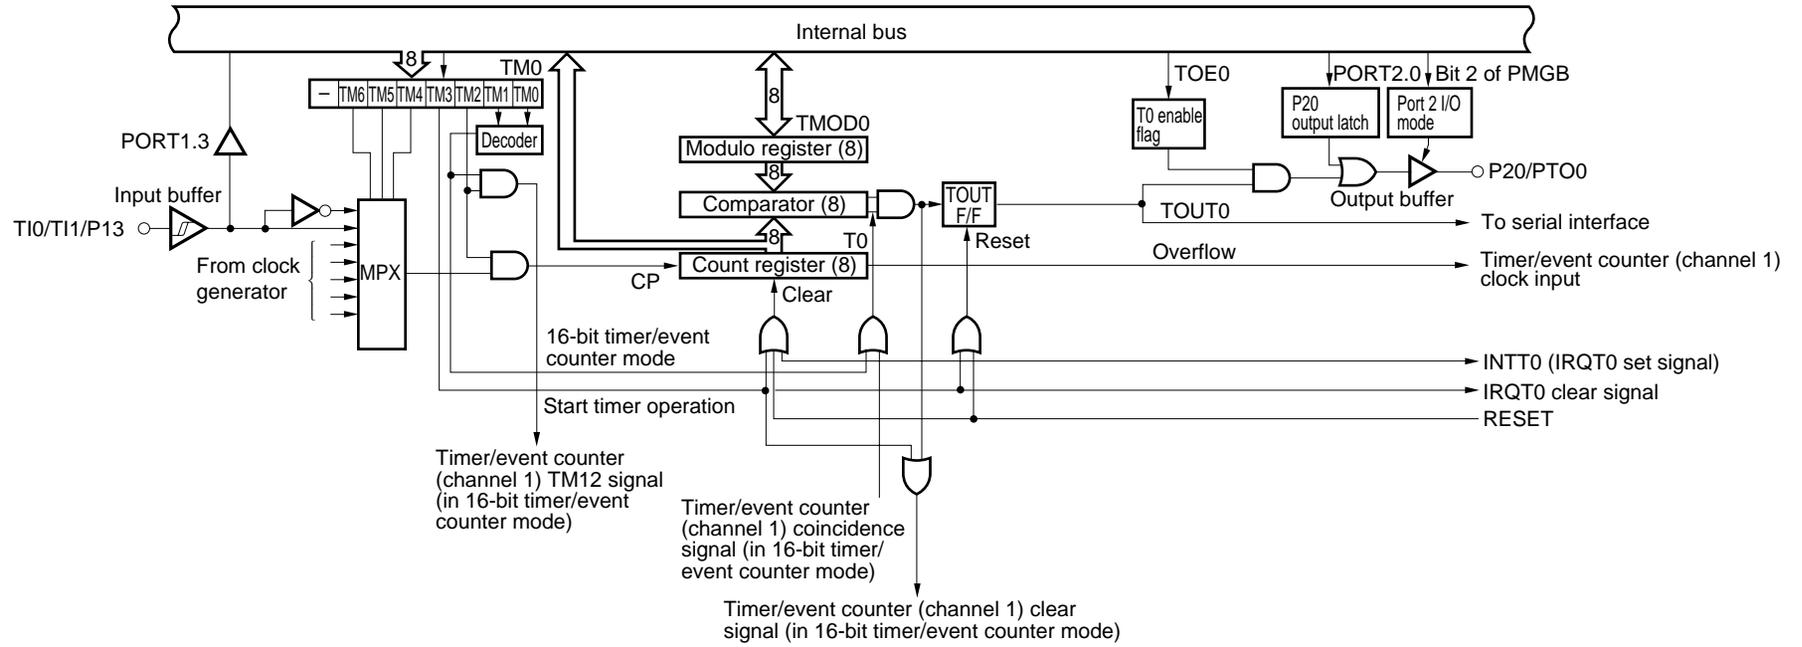 Internal bus
8
TM0
TOE0
PORT2.0
Bit 2 of PMGB
– TM6 TM5 TM4 TM3 TM2 TM1 TM0
8
TMOD0
PORT1.3
Decoder
Modulo register (8)
T0 enable
flag
P20
output latch
Port 2 I/O
mode
8
Input buffer
P20/PTO0
Comparator (8)
TOUT
F/F
Output buffer
TI0/TI1/P13
TOUT0
To serial interface
8
T0
Reset
From clock
generator
MPX
CP
Count register (8)
Overflow
Timer/event counter (channel 1)
clock input
Clear
16-bit timer/event
counter mode
INTT0 (IRQT0 set signal)
IRQT0 clear signal
Start timer operation
RESET
Timer/event counter
(channel 1) TM12 signal
(in 16-bit timer/event
counter mode)
Timer/event counter
(channel 1) coincidence
signal (in 16-bit timer/
event counter mode)
Timer/event counter (channel 1) clear
signal (in 16-bit timer/event counter mode)